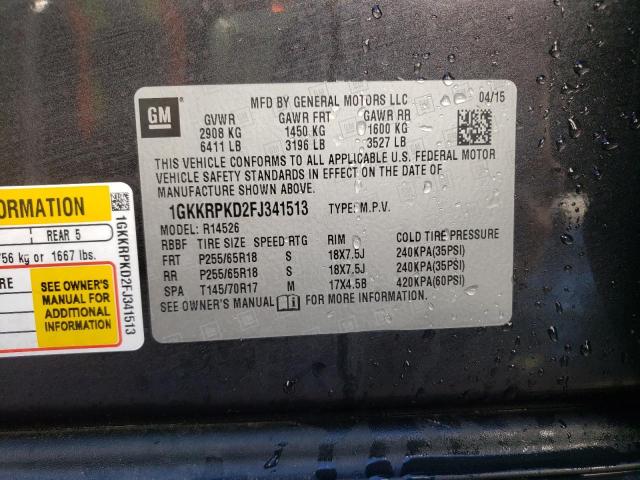 GM
MFD BY GENERAL MOTORS LLC 04/15
GVWR GAWR FRT GAWR RR
2908 KG 1450 KG 1600 KG
6411 LB 3196 LB 3527 LB
THIS VEHICLE CONFORMS TO ALL APPLICABLE U.S. FEDERAL MOTOR
VEHICLE SAFETY STANDARDS IN EFFECT ON THE DATE OF
MANUFACTURE SHOWN ABOVE.
1GKKRPKD2FJ341513 TYPE: M.P.V.
MODEL: R14526
RBBF TIRE SIZE SPEED RTG RIM COLD TIRE PRESSURE
FRT P255/65R18 S 18X7.5J 240KPA(35PSI)
RR P255/65R18 S 18X7.5J 240KPA(35PSI)
SPA T145/70R17 M 17X4.5B 420KPA(60PSI)
SEE OWNER'S MANUAL FOR MORE INFORMATION.
ORMATION
REAR 5
756 kg or 1667 lbs.
SEE OWNER'S
MANUAL FOR
ADDITIONAL
INFORMATION
1GKKRPKD2FJ341513